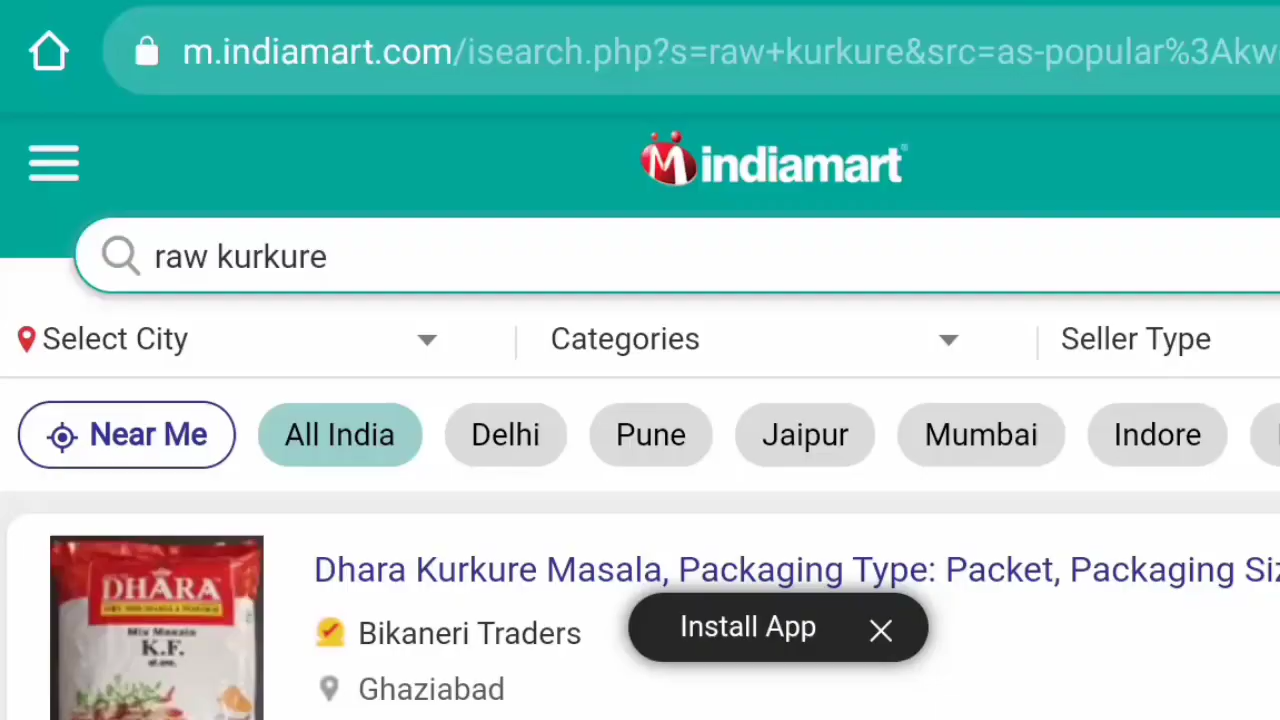 m.indiamart.com/isearch.php?s=raw+kurkure&src=as-popular%3Akw
indiamart
raw kurkure
Select City
Categories
Seller Type
Near Me
All India
Delhi
Pune
Jaipur
Mumbai
Indore
Dhara Kurkure Masala, Packaging Type: Packet, Packaging Siz
Install App
Bikaneri Traders
Ghaziabad
DHARA
Mix Masala
K.F.